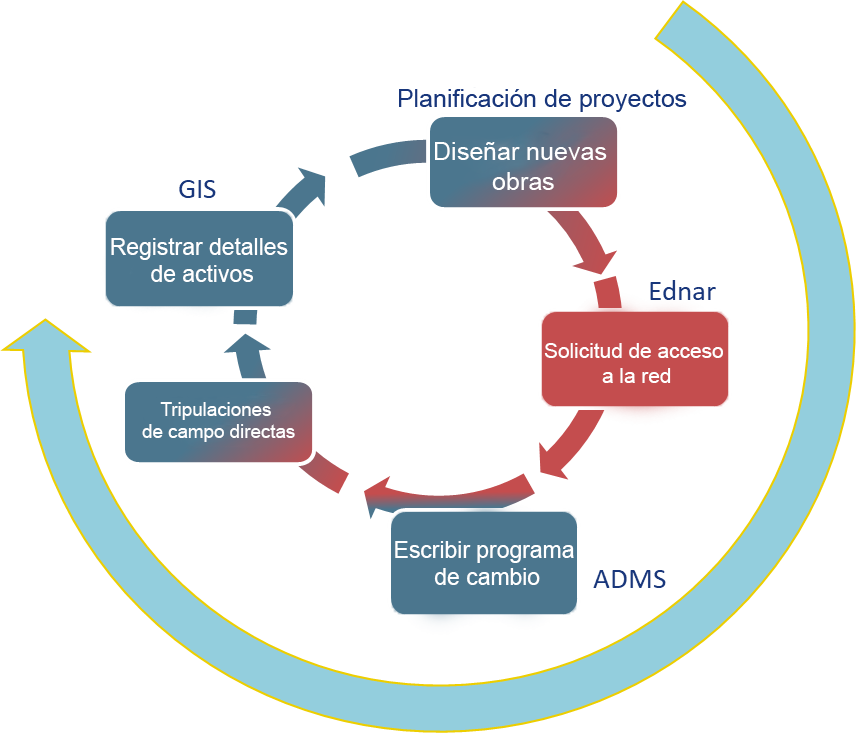 Planificación de proyectos
Diseñar nuevas
obras
Ednar
Solicitud de acceso
a la red
Escribir programa
de cambio
ADMS
Tripulaciones
de campo directas
GIS
Registrar detalles
de activos